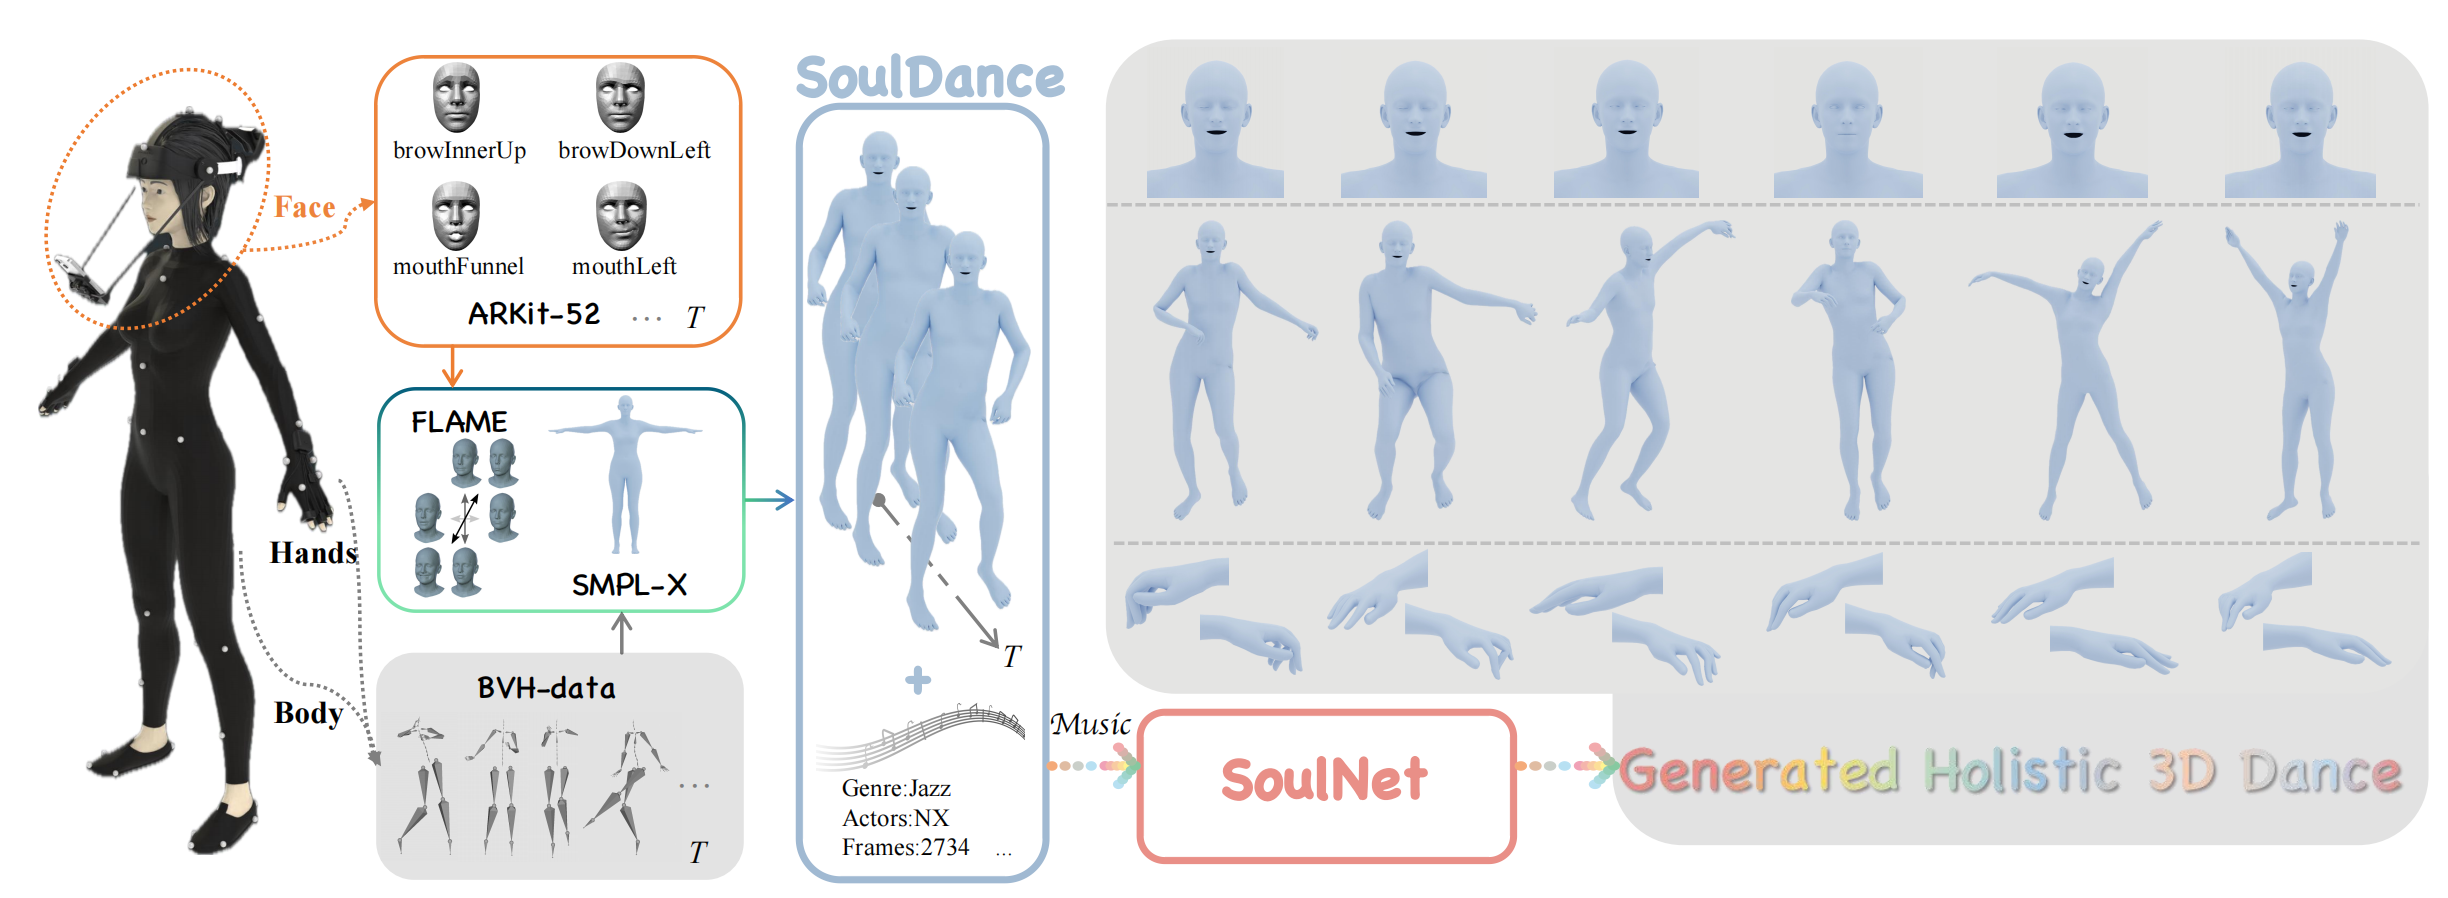 Face
Hands
Body
browInnerUp
browDownLeft
mouthFunnel
mouthLeft
ARKit-52 ... T
FLAME
SMPL-X
BVH-data
...
T
SoulDance
T
+
Genre:Jazz
Actors:NX
Frames:2734 ...
Music
SoulNet
Generated Holistic 3D Dance